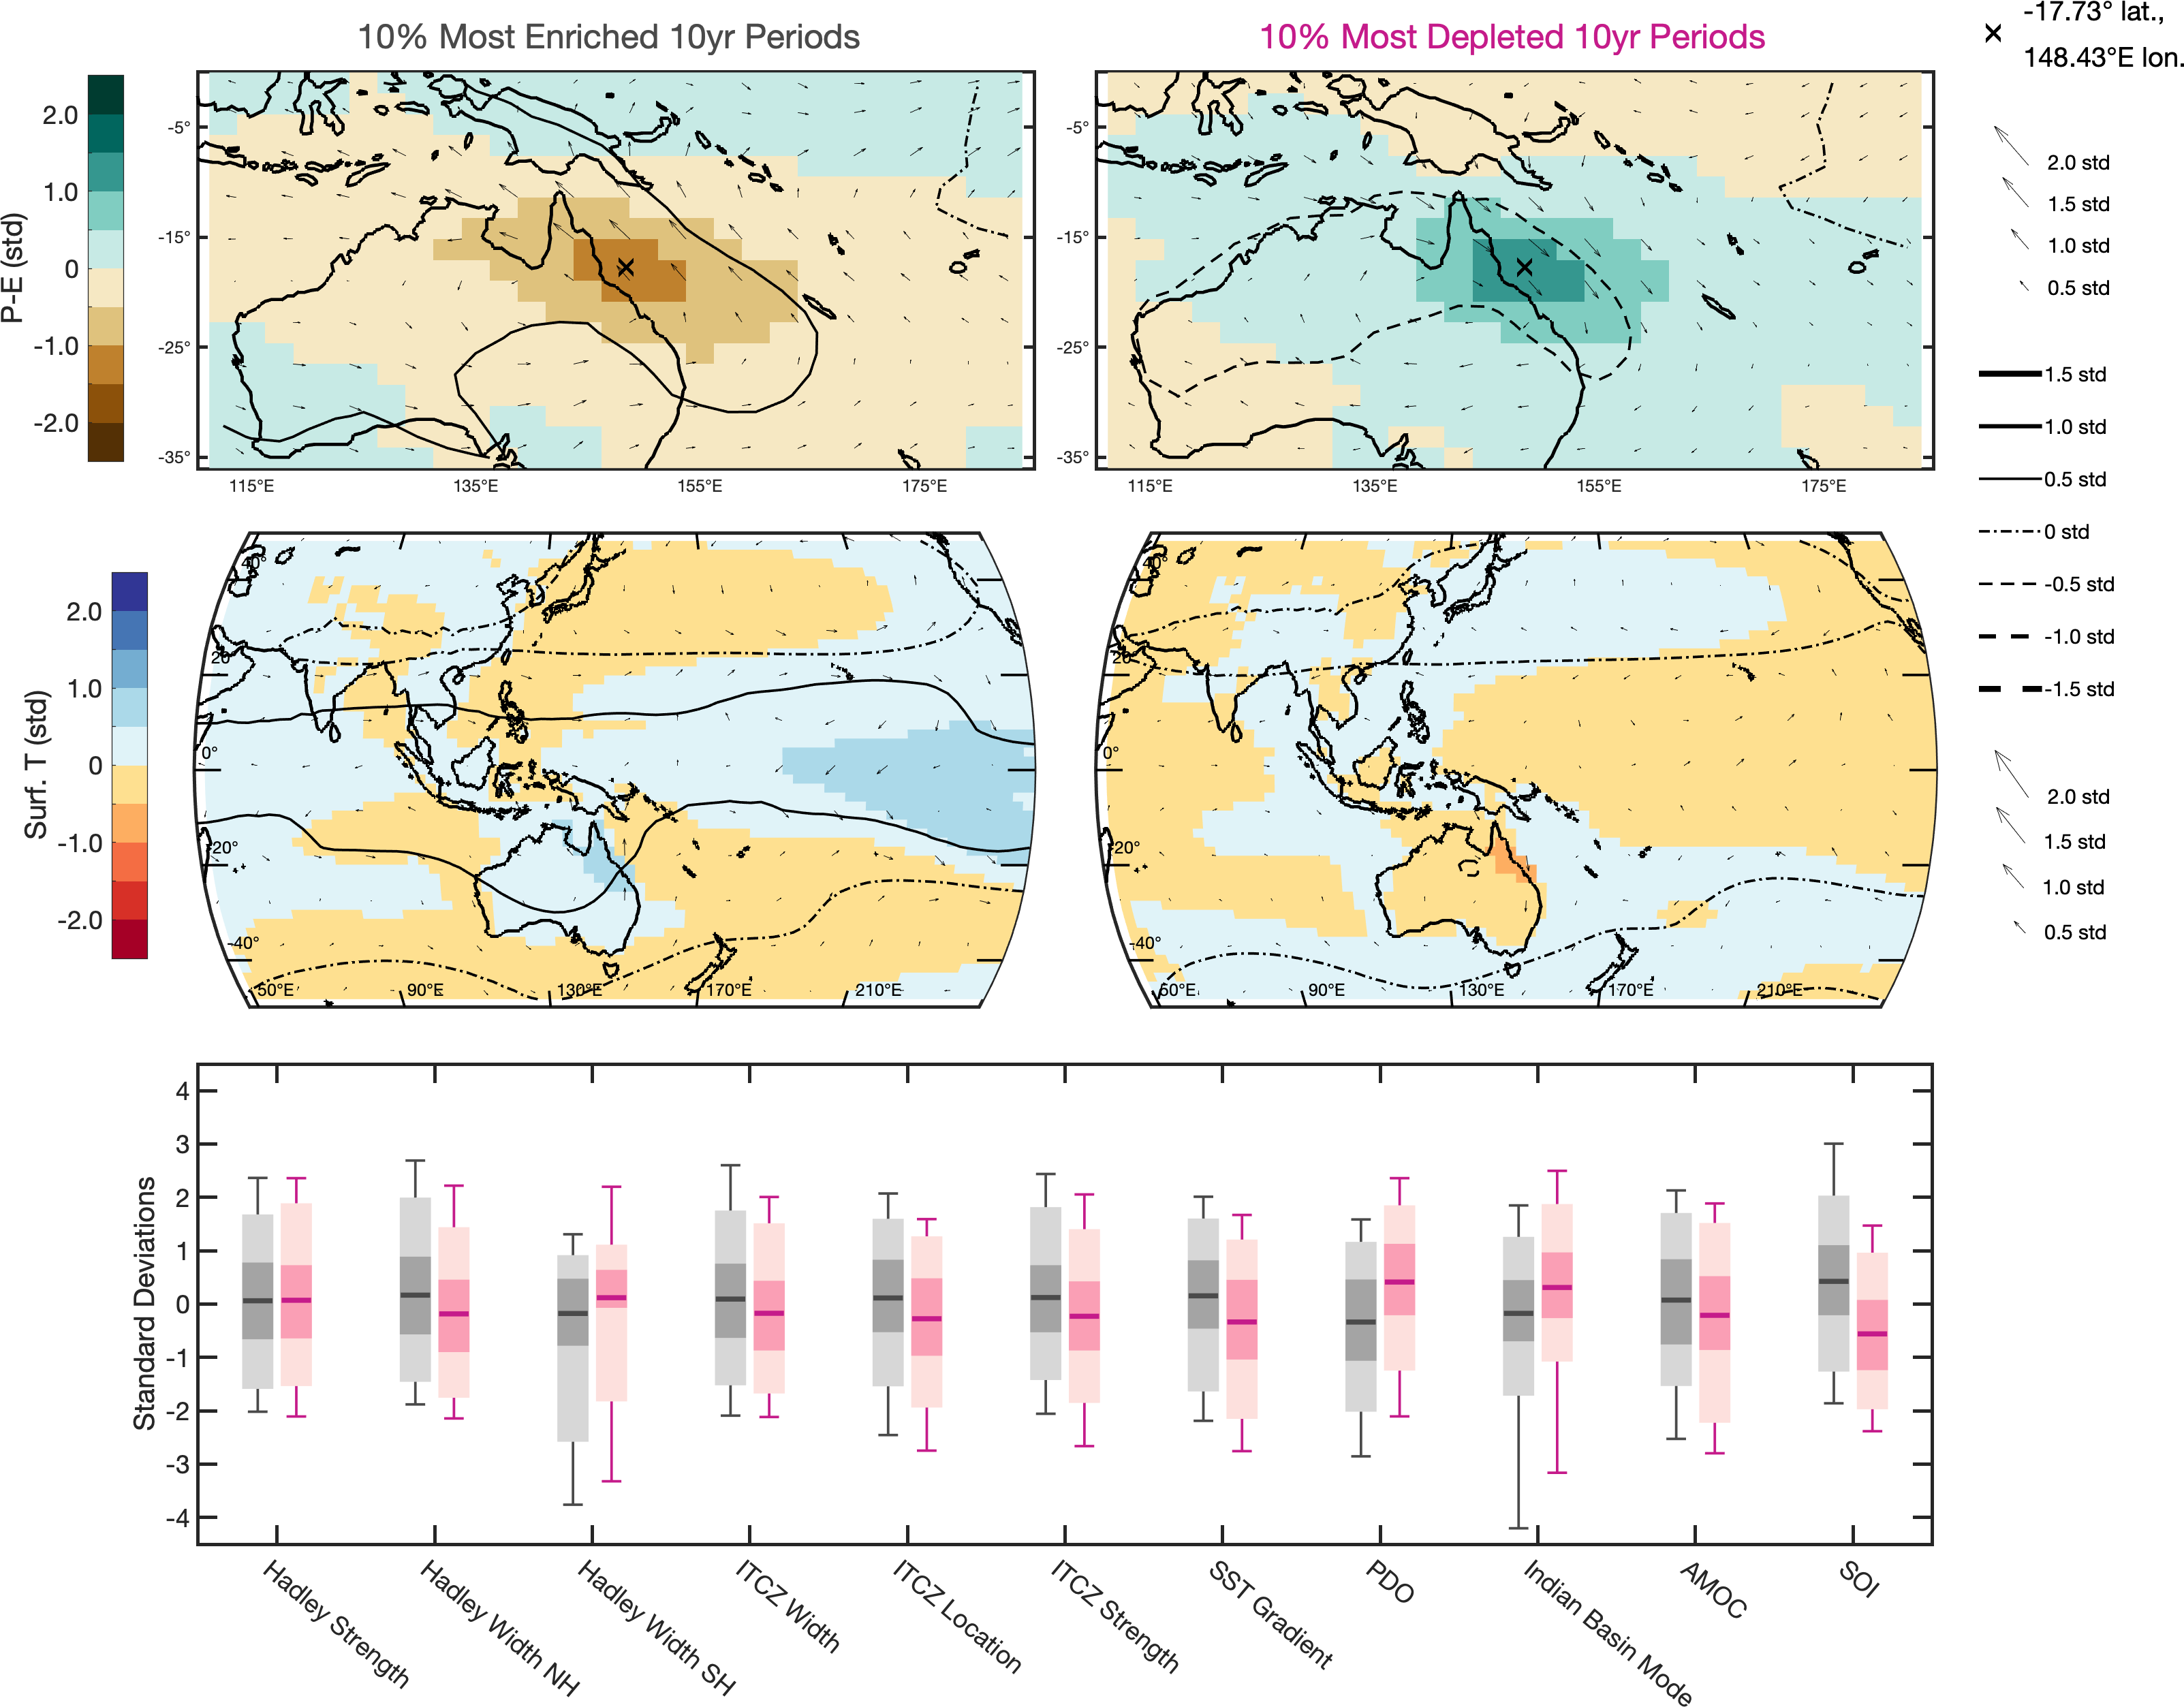 10% Most Enriched 10yr Periods
10% Most Depleted 10yr Periods
-17.73° lat.,
148.43°E lon.
P-E (std)
2.0
1.0
0
-1.0
-2.0
-5°
-15°
-25°
-35°
115°E
135°E
155°E
175°E
-5°
-15°
-25°
-35°
115°E
135°E
155°E
175°E
2.0 std
1.5 std
1.0 std
0.5 std
1.5 std
1.0 std
0.5 std
0 std
-0.5 std
-1.0 std
-1.5 std
2.0 std
1.5 std
1.0 std
0.5 std
Surf. T (std)
2.0
1.0
0
-1.0
-2.0
40°
20°
0°
-20°
-40°
50°E
90°E
130°E
170°E
210°E
40°
20°
0°
-20°
-40°
50°E
90°E
130°E
170°E
210°E
Standard Deviations
4
3
2
1
0
-1
-2
-3
-4
Hadley Strength
Hadley Width NH
Hadley Width SH
ITCZ Width
ITCZ Location
ITCZ Strength
SST Gradient
PDO
Indian Basin Mode
AMOC
SOI